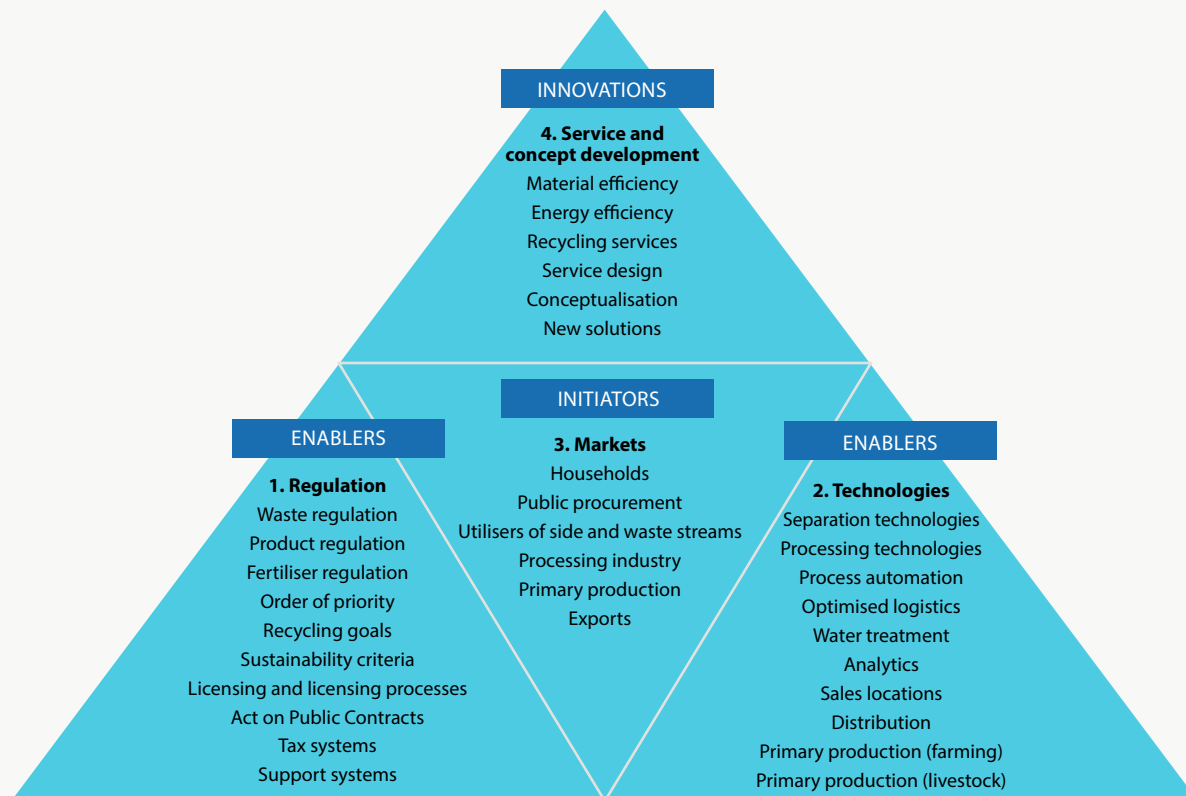 INNOVATIONS
4. Service and
concept development
Material efficiency
Energy efficiency
Recycling services
Service design
Conceptualisation
New solutions
ENABLERS
1. Regulation
Waste regulation
Product regulation
Fertiliser regulation
Order of priority
Recycling goals
Sustainability criteria
Licensing and licensing processes
Act on Public Contracts
Tax systems
Support systems
INITIATORS
3. Markets
Households
Public procurement
Utilisers of side and waste streams
Processing industry
Primary production
Exports
ENABLERS
2. Technologies
Separation technologies
Processing technologies
Process automation
Optimised logistics
Water treatment
Analytics
Sales locations
Distribution
Primary production (farming)
Primary production (livestock)